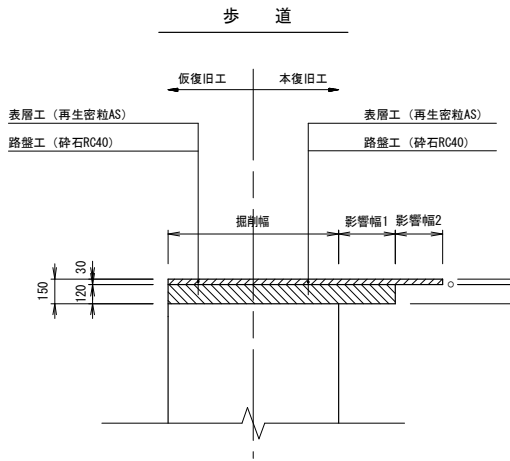 歩 道
仮復旧工 本復旧工
表層工（再生密粒AS） 表層工（再生密粒AS）
路盤工（砕石RC40） 路盤工（砕石RC40）
掘削幅 影響幅1 影響幅2
30
150
120